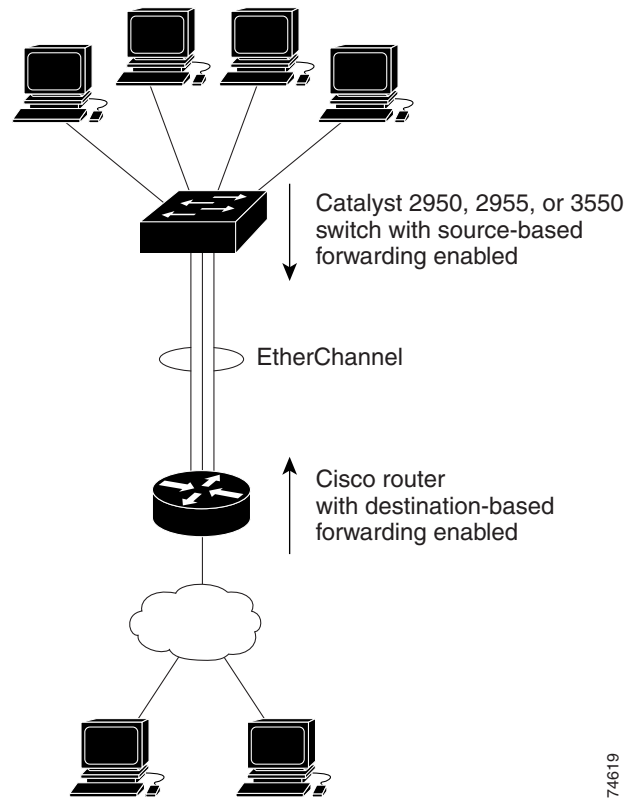 Catalyst 2950, 2955, or 3550
switch with source-based
forwarding enabled
EtherChannel
Cisco router
with destination-based
forwarding enabled
74619